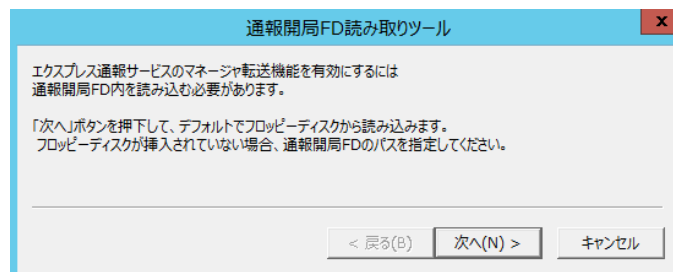 通報開局FD読み取りツール
x
エクスプレス通報サービスのマネージャ転送機能を有効にするには
通報開局FD内を読み込む必要があります。
「次へ」ボタンを押下して、デフォルトでフロッピーディスクから読み込みます。
フロッピーディスクが挿入されていない場合、通報開局FDのパスを指定してください。
< 戻る(B)
次へ(N) >
キャンセル